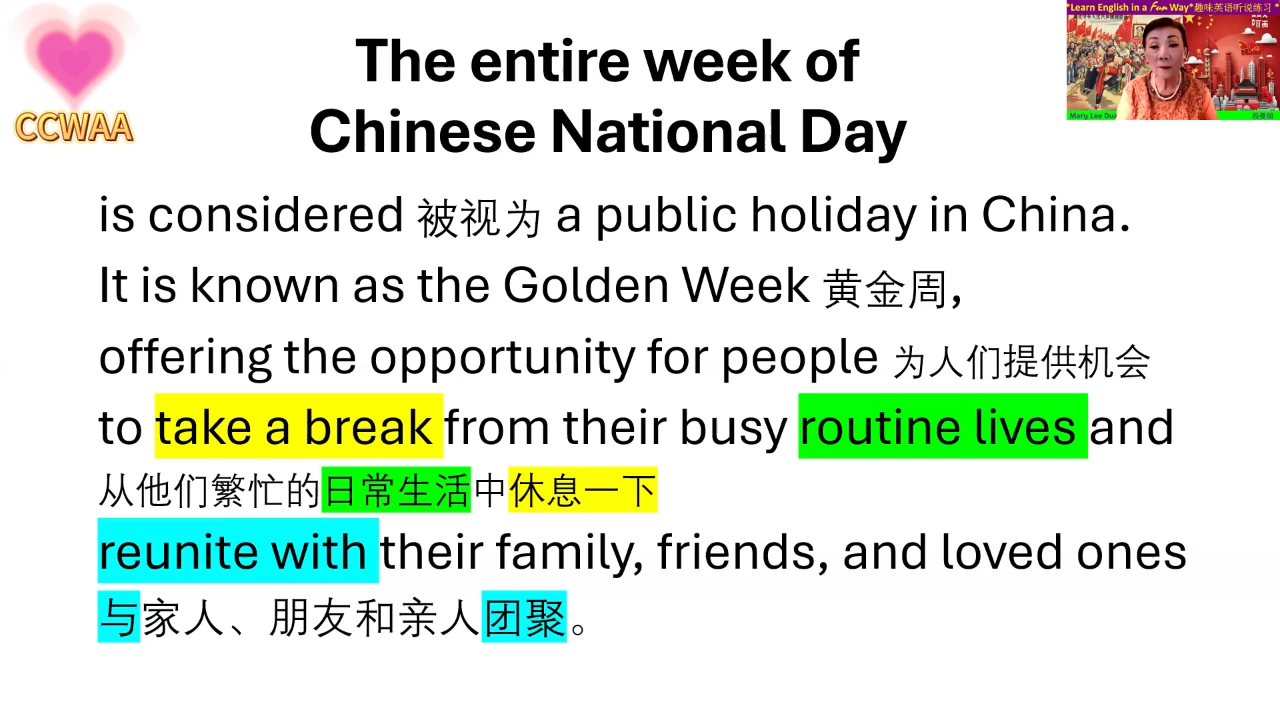 *Learn English in a Fun Way*趣味英语听说练习 *
CCWAA
The entire week of
Chinese National Day
is considered 被视为 a public holiday in China.
It is known as the Golden Week 黄金周,
offering the opportunity for people 为人们提供机会
to take a break from their busy routine lives and
从他们繁忙的日常生活中休息一下
reunite with their family, friends, and loved ones
与家人、朋友和亲人团聚。
Mary Lee